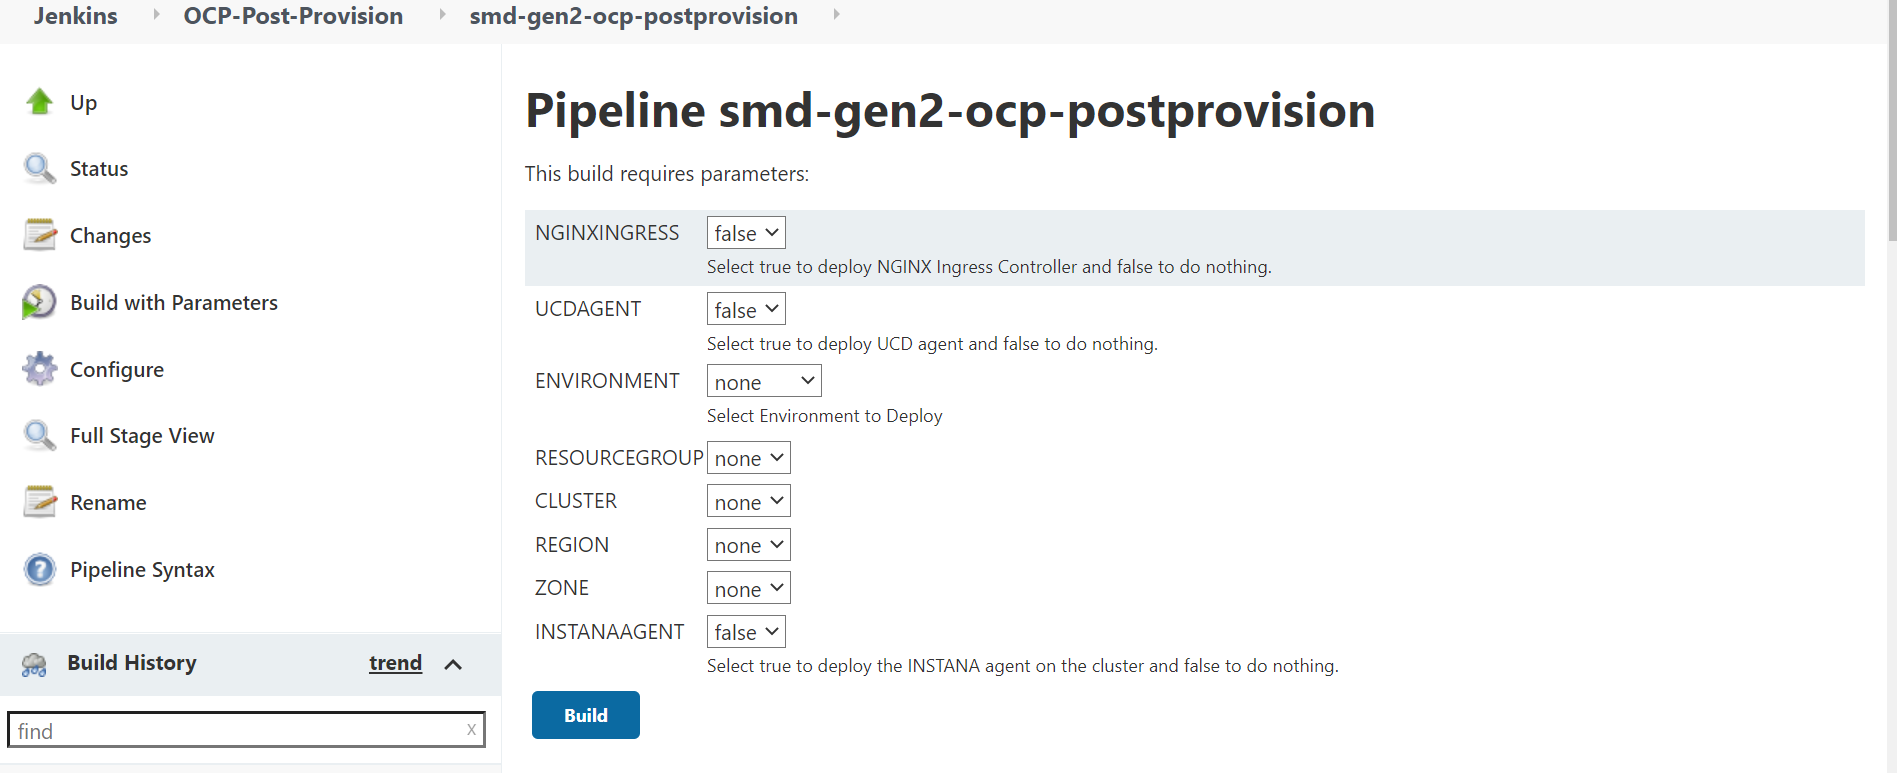 Jenkins OCP-Post-Provision smd-gen2-ocp-postprovision
Up
Status
Changes
Build with Parameters
Configure
Full Stage View
Rename
Pipeline Syntax
Build History trend
find x
Pipeline smd-gen2-ocp-postprovision
This build requires parameters:
NGINXINGRESS false
Select true to deploy NGINX Ingress Controller and false to do nothing.
UCDAGENT false
Select true to deploy UCD agent and false to do nothing.
ENVIRONMENT none
Select Environment to Deploy
RESOURCEGROUP none
CLUSTER none
REGION none
ZONE none
INSTANAAGENT false
Select true to deploy the INSTANA agent on the cluster and false to do nothing.
Build